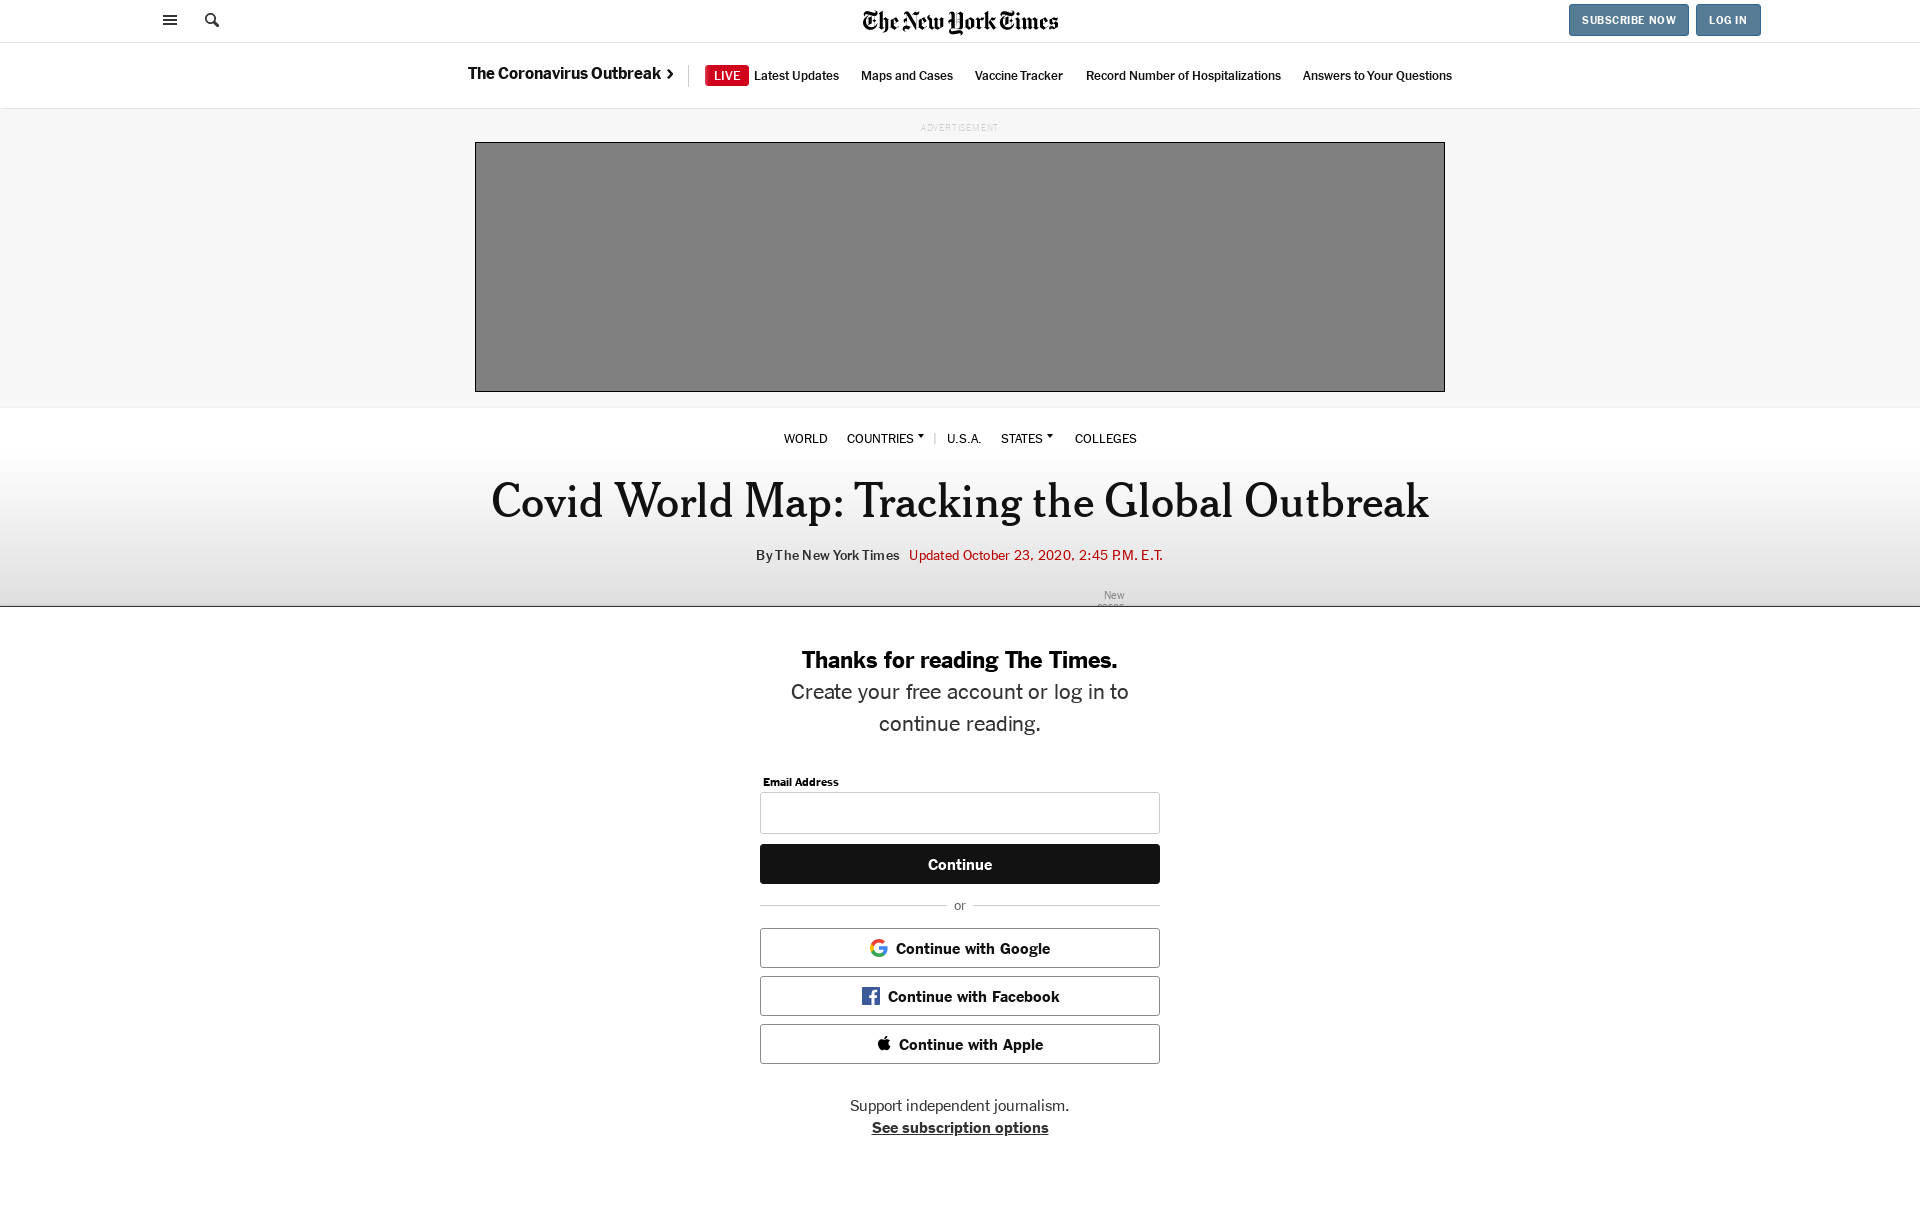 The New York Times
SUBSCRIBE NOW
LOG IN
The Coronavirus Outbreak
LIVE Latest Updates
Maps and Cases
Vaccine Tracker
Record Number of Hospitalizations
Answers to Your Questions
ADVERTISEMENT
WORLD
COUNTRIES
U.S.A.
STATES
COLLEGES
Covid World Map: Tracking the Global Outbreak
By The New York Times Updated October 23, 2020, 2:45 P.M. E.T.
New
Thanks for reading The Times.
Create your free account or log in to
continue reading.
Email Address
Continue
or
Continue with Google
Continue with Facebook
Continue with Apple
Support independent journalism.
See subscription options